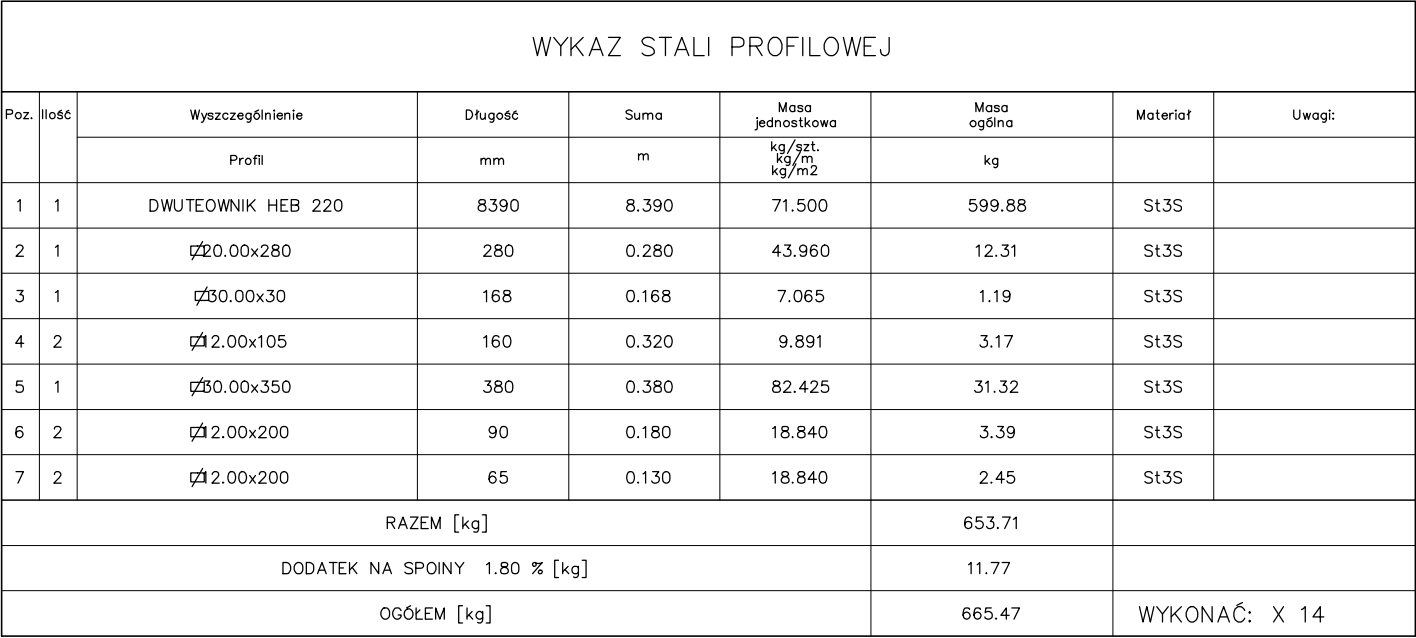 WYKAZ STALI PROFILOWEJ
Poz. Ilość Wyszczególnienie Długość Suma Masa jednostkowa Masa ogólna Materiał Uwagi:
Profil mm m kg/szt. kg/m kg/m2 kg
1 1 DWUTEOWNIK HEB 220 8390 8.390 71.500 599.88 St3S
2 1 20.00x280 280 0.280 43.960 12.31 St3S
3 1 30.00x30 168 0.168 7.065 1.19 St3S
4 2 12.00x105 160 0.320 9.891 3.17 St3S
5 1 30.00x350 380 0.380 82.425 31.32 St3S
6 2 12.00x200 90 0.180 18.840 3.39 St3S
7 2 12.00x200 65 0.130 18.840 2.45 St3S
RAZEM [kg] 653.71
DODATEK NA SPOINY 1.80 % [kg] 11.77
OGÓŁEM [kg] 665.47 WYKONAĆ: X 14